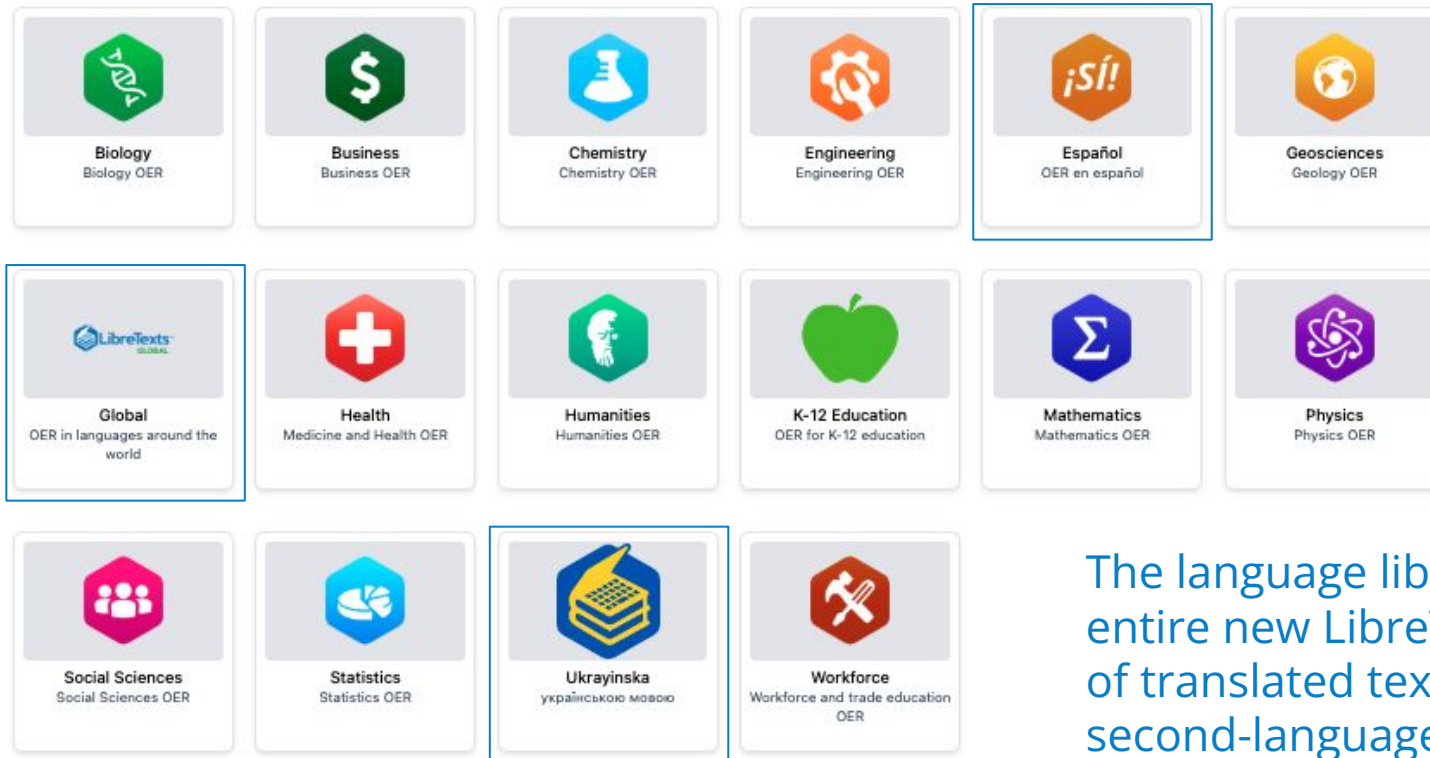 $
¡SÍ!
Biology
Biology OER
Business
Business OER
Chemistry
Chemistry OER
Engineering
Engineering OER
Español
OER en español
Geosciences
Geology OER
LibreTexts™
GLOBAL
Σ
Global
OER in languages around the
world
Health
Medicine and Health OER
Humanities
Humanities OER
K-12 Education
OER for K-12 education
Mathematics
Mathematics OER
Physics
Physics OER
Social Sciences
Social Sciences OER
Statistics
Statistics OER
Ukrayinska
українською мовою
Workforce
Workforce and trade education
OER
The language lib
entire new Libre
of translated tex
second-language